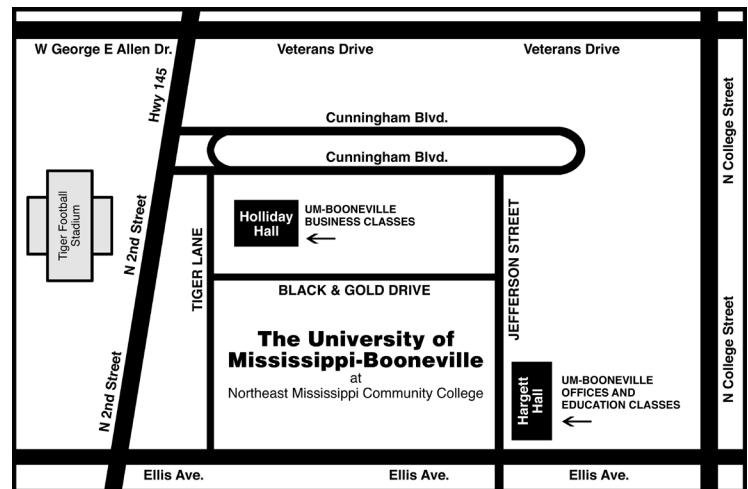 W George E Allen Dr.
Veterans Drive
Veterans Drive
Hwy 145
N College Street
Cunningham Blvd.
Cunningham Blvd.
Tiger Football
Stadium
N 2nd Street
TIGER LANE
Holliday
Hall
UM-BOONEVILLE
BUSINESS CLASSES
JEFFERSON STREET
BLACK & GOLD DRIVE
The University of
Mississippi-Booneville
at
Northeast Mississippi Community College
N 2nd Street
Hargett
Hall
UM-BOONEVILLE
OFFICES AND
EDUCATION CLASSES
N College Street
Ellis Ave.
Ellis Ave.
Ellis Ave.